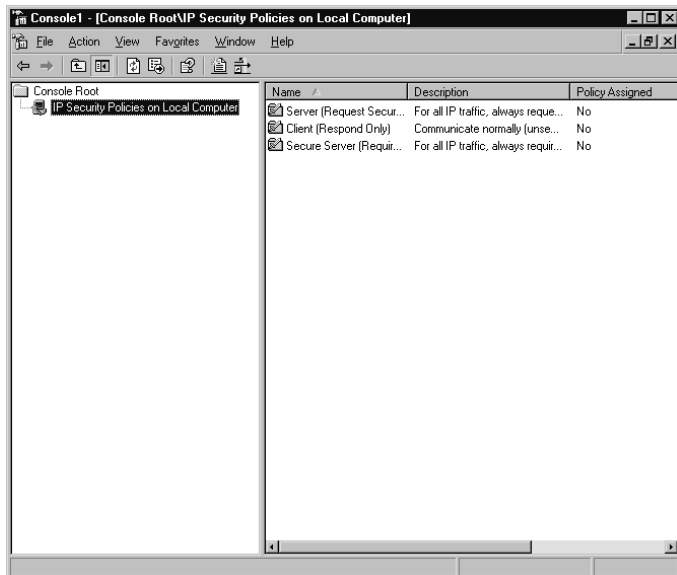 Console1 - [Console Root\IP Security Policies on Local Computer]
File Action View Favorites Window Help
Console Root
IP Security Policies on Local Computer
Name Description Policy Assigned
Server (Request Secur... For all IP traffic, always reque... No
Client (Respond Only) Communicate normally (unse... No
Secure Server (Requir... For all IP traffic, always requir... No